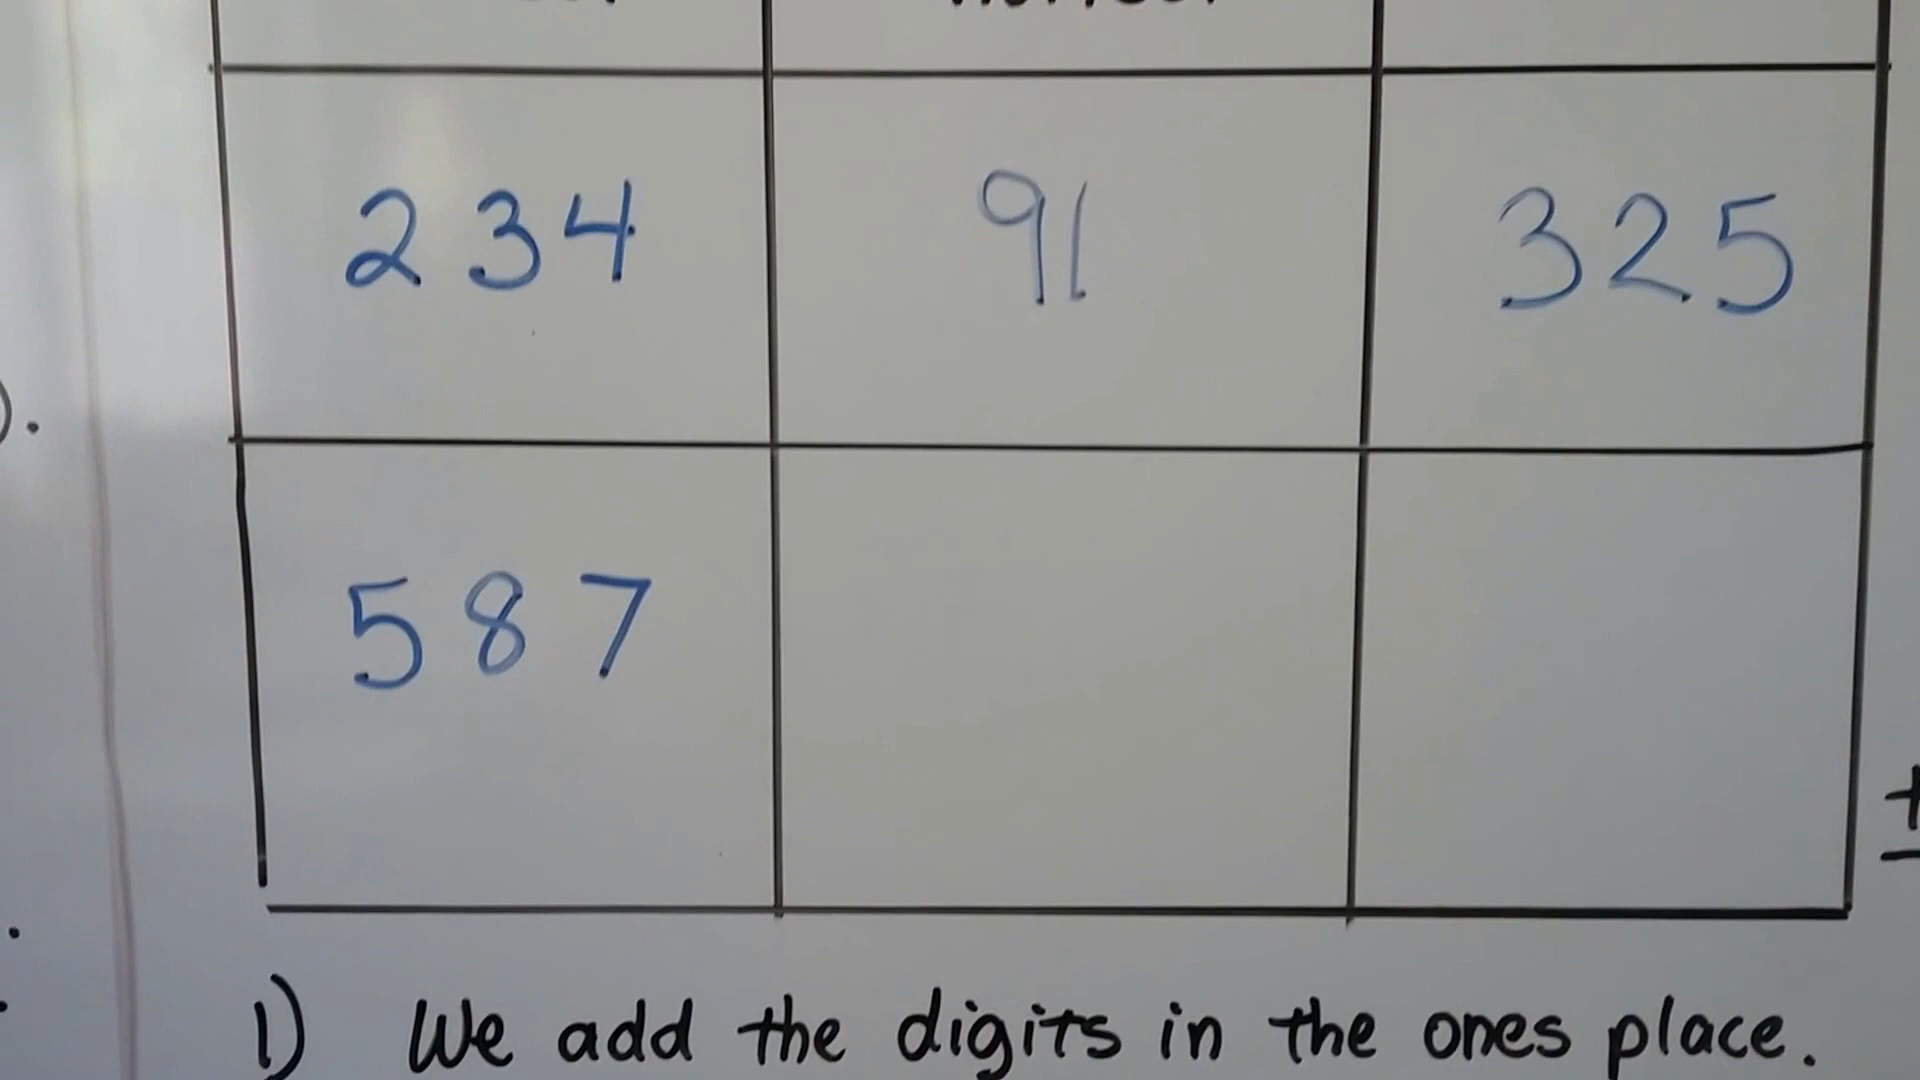 234 91 325
587
+
1) We add the digits in the ones place.